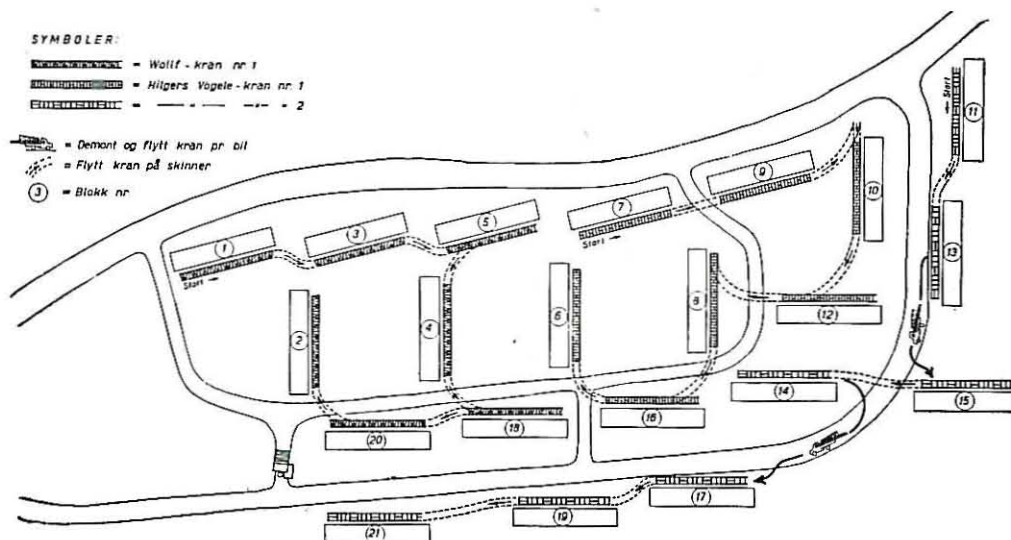 SYMBOLER:
= Wolff - kran nr. 1
= Hilgers Vögele - kran nr. 1
= — " — - " - " 2
= Demont og flytt kran pr bil
= Flytt kran på skinner
3 = Blokk nr
Start
11
9
10
7
Start
5
3
1
Start
13
8
6
4
2
12
14
15
16
18
20
17
19
21